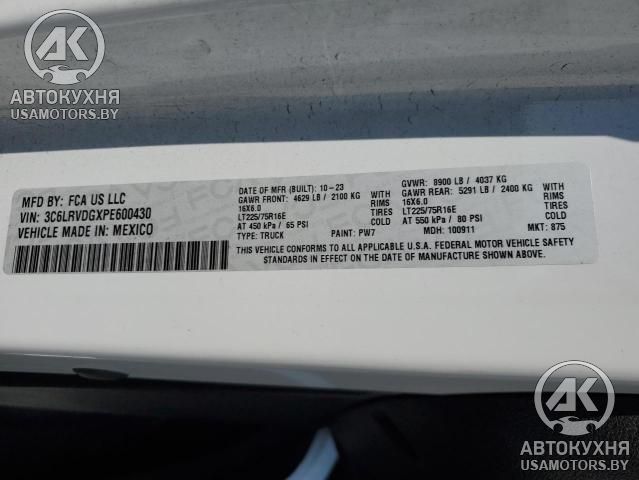 АК
АВТОКУХНЯ
USAMOTORS.BY
MFD BY: FCA US LLC
VIN: 3C6LRVDGXPE600430
VEHICLE MADE IN: MEXICO
DATE OF MFR (BUILT): 10-23
GAWR FRONT: 4629 LB / 2100 KG
16X6.0 RIMS
LT225/75R16E TIRES
AT 450 kPa / 65 PSI COLD
TYPE: TRUCK PAINT: PW7
GVWR: 8900 LB / 4037 KG
GAWR REAR: 5291 LB / 2400 KG
16X6.0 RIMS
LT225/75R16E TIRES
AT 550 kPa / 80 PSI COLD
MDH: 100911 MKT: 875
VEHICLE CONFORMS TO ALL APPLICABLE U.S.A. FEDERAL MOTOR VEHICLE SAFETY
STANDARDS IN EFFECT ON THE DATE OF
MANUFACTURE SHOWN ABOVE.
АК
АВТОКУХНЯ
USAMOTORS.BY